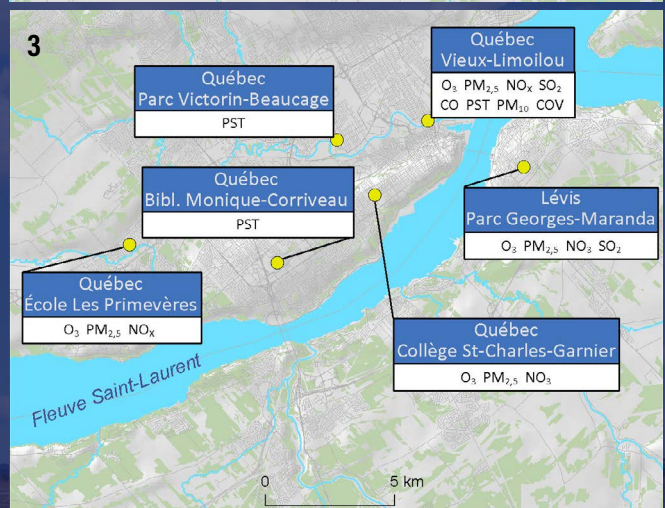 3
Québec
Vieux-Limoilou
O₃ PM₂,₅ NOₓ SO₂
CO PST PM₁₀ COV
Québec
Parc Victorin-Beaucage
PST
Québec
Bibl. Monique-Corriveau
PST
Lévis
Parc Georges-Maranda
O₃ PM₂,₅ NO₃ SO₂
Québec
École Les Primevères
O₃ PM₂,₅ NOₓ
Québec
Collège St-Charles-Garnier
O₃ PM₂,₅ NO₃
Fleuve Saint-Laurent
0 5 km